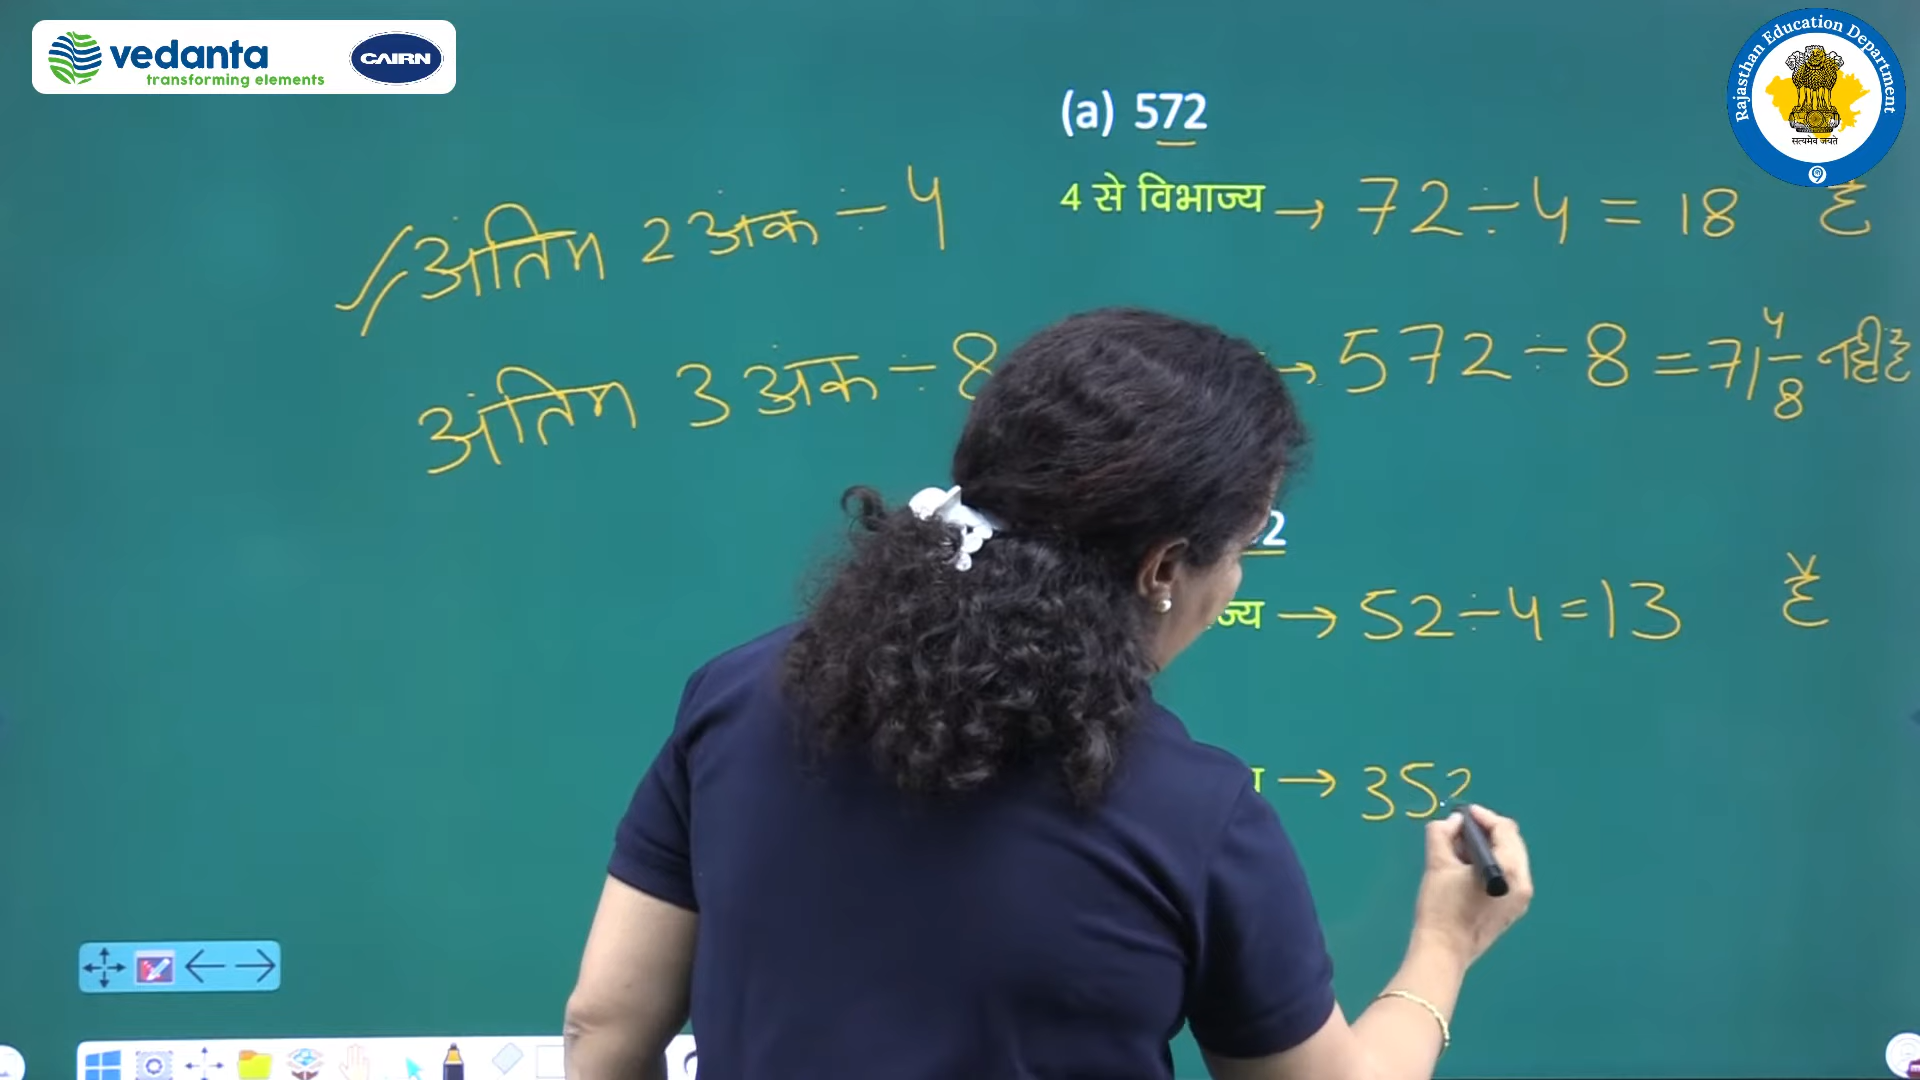 vedanta
transforming elements
CAIRN
Rajasthan Education Department
सत्यमेव जयते
(a) 572
अंतिम 2 अंक ÷ 4
4 से विभाज्य → 72 ÷ 4 = 18 है
अंतिम 3 अंक ÷ 8
→ 572 ÷ 8 = 71 4/8 नहीं है
2
→ 52 ÷ 4 = 13 है
→ 352